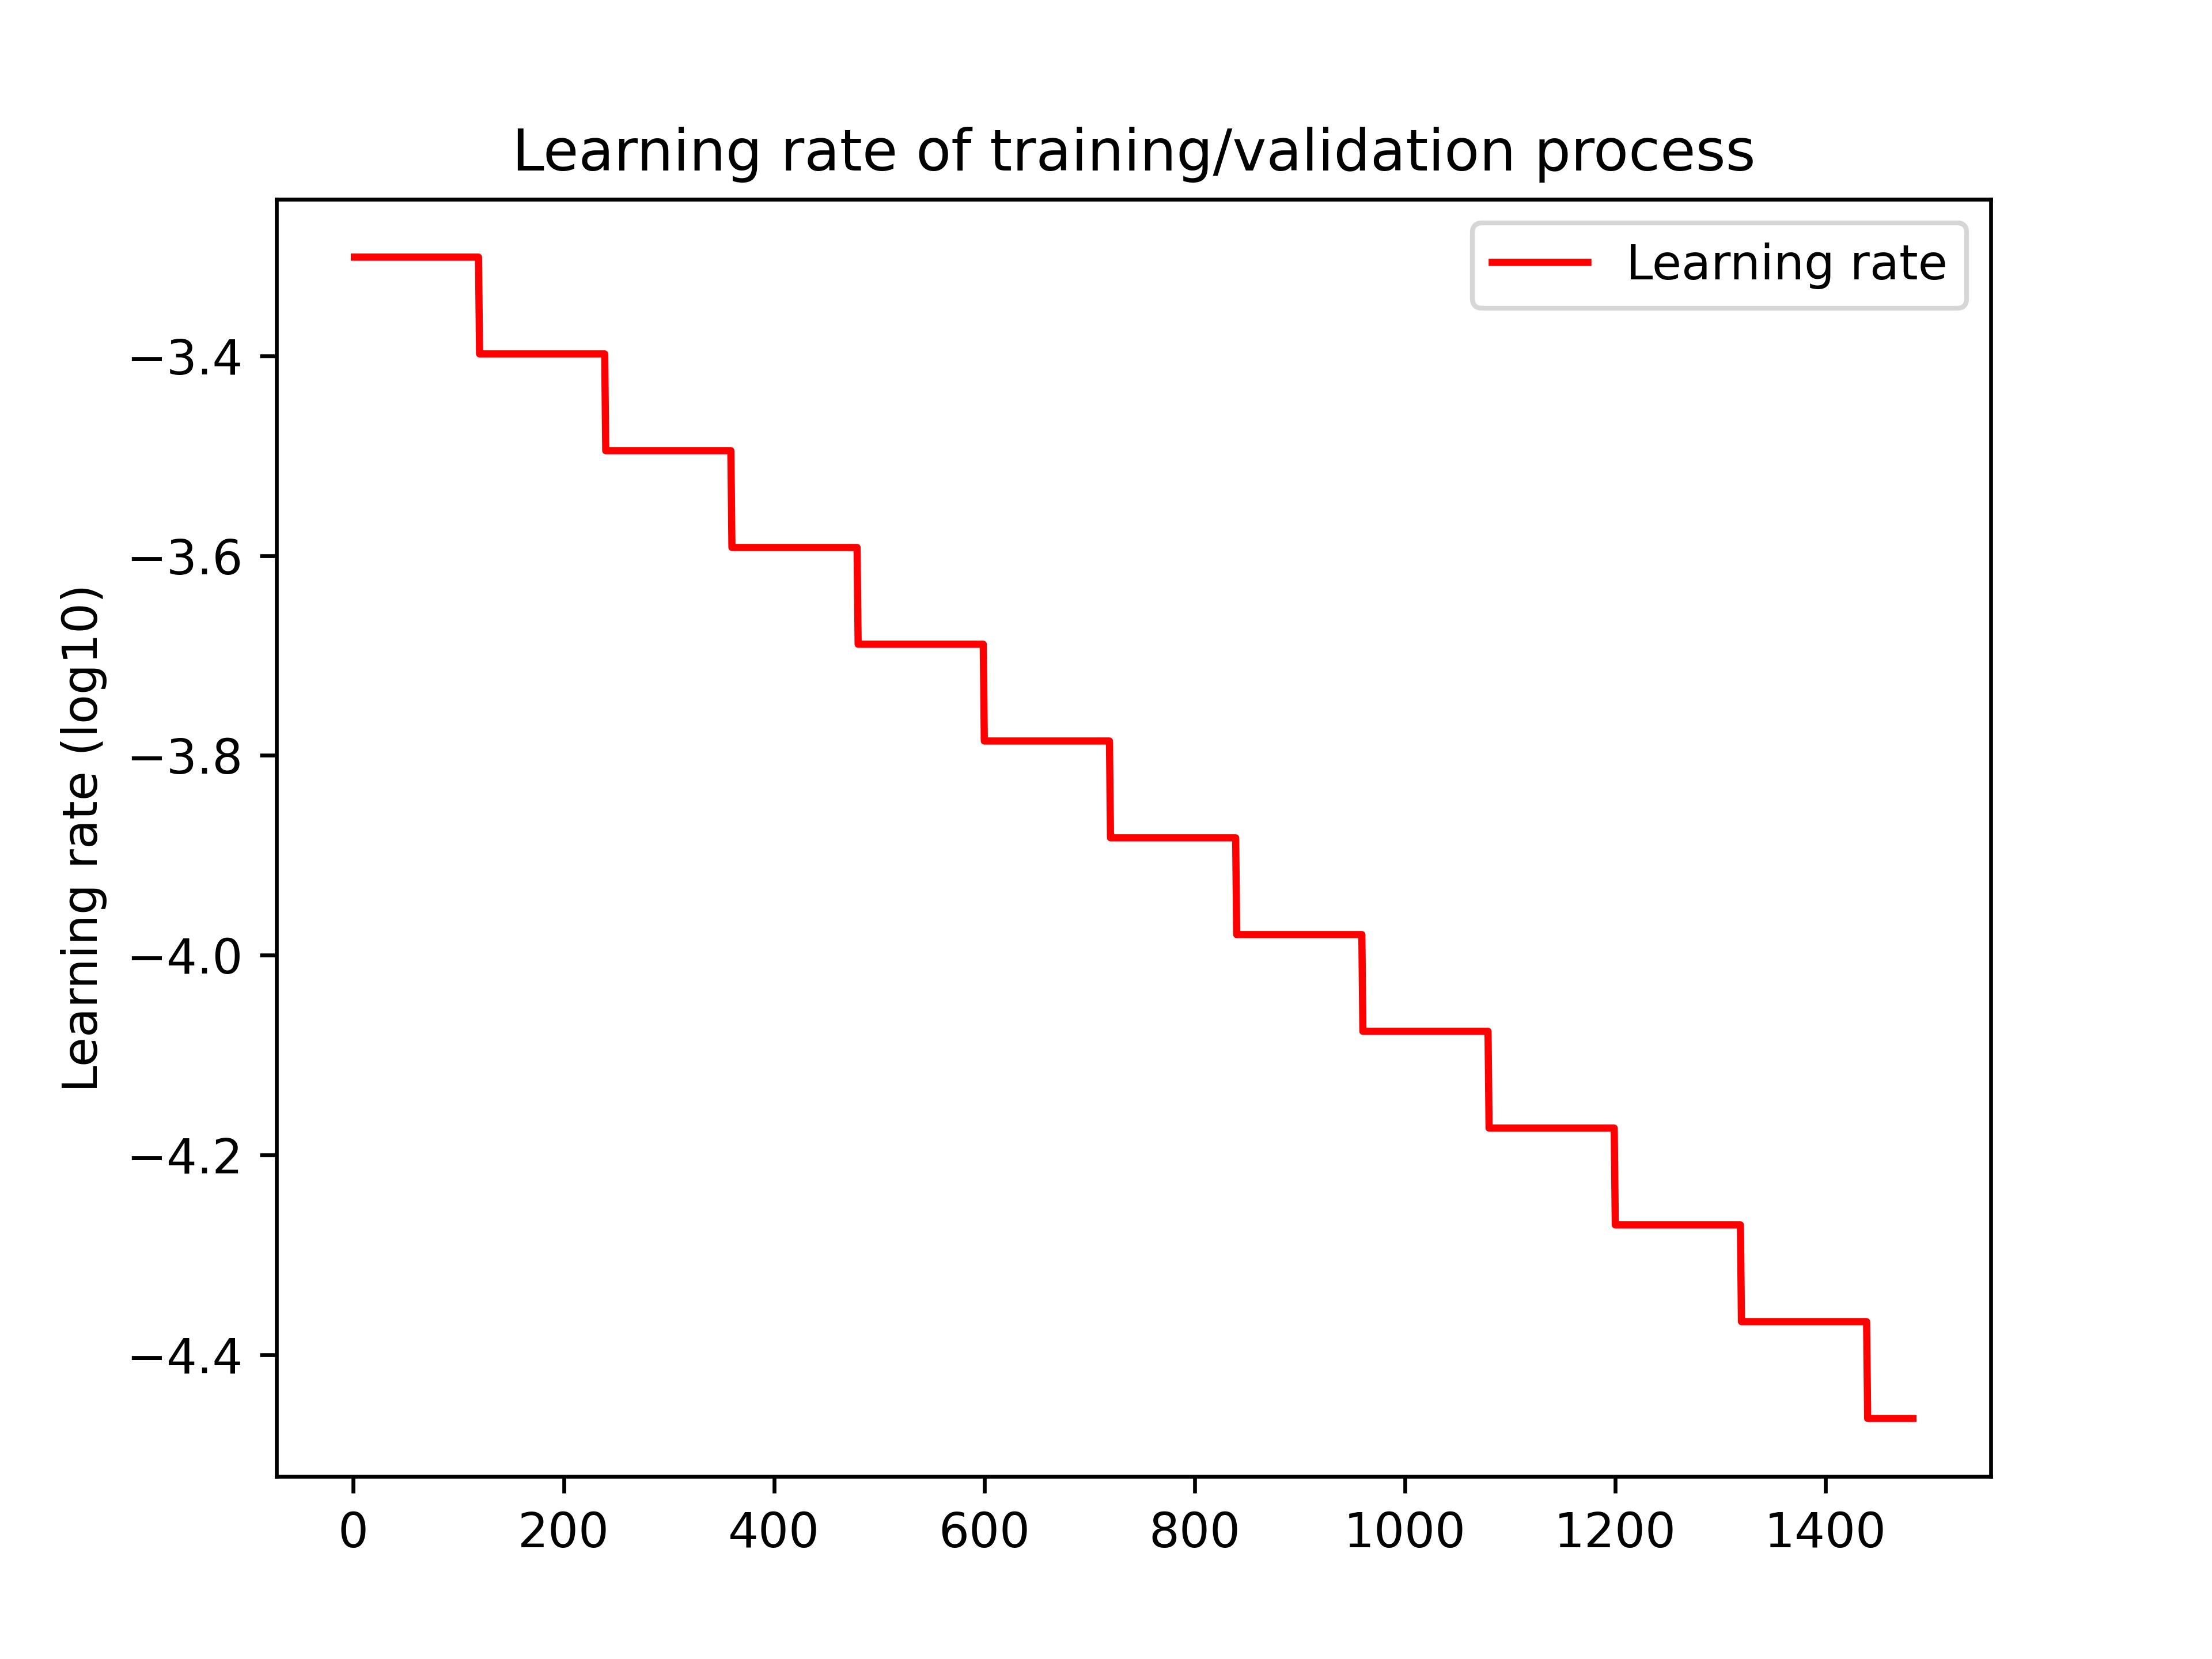 Learning rate of training/validation process
Learning rate
Learning rate (log10)
−3.4
−3.6
−3.8
−4.0
−4.2
−4.4
0 200 400 600 800 1000 1200 1400